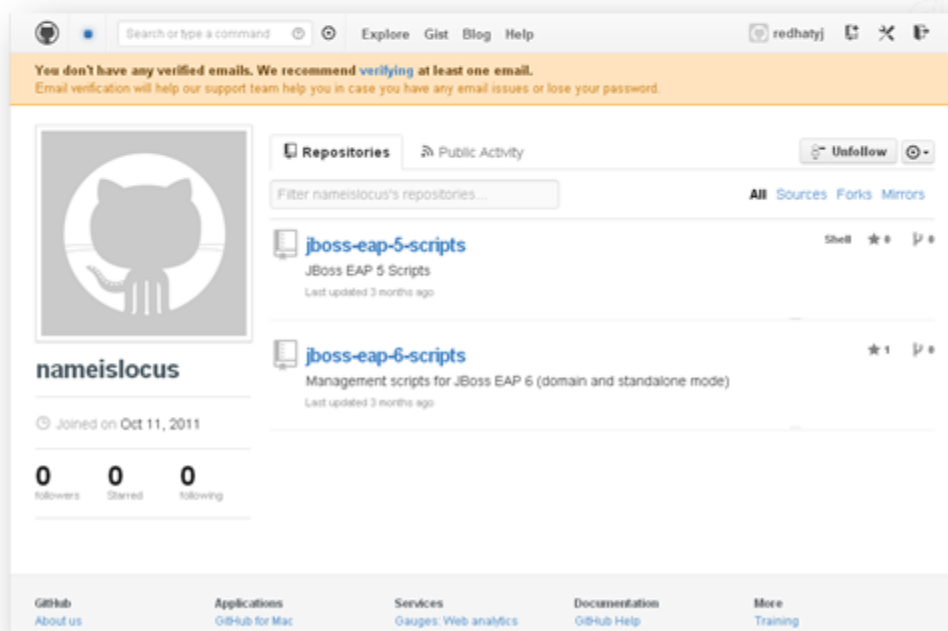 Search or type a command
Explore Gist Blog Help
redhatyj
You don't have any verified emails. We recommend verifying at least one email.
Email verification will help our support team help you in case you have any email issues or lose your password.
Repositories
Public Activity
Unfollow
Filter nameislocus's repositories...
All Sources Forks Mirrors
jboss-eap-5-scripts
Shell 0 0
JBoss EAP 5 Scripts
Last updated 3 months ago
jboss-eap-6-scripts
1 0
Management scripts for JBoss EAP 6 (domain and standalone mode)
Last updated 3 months ago
nameislocus
Joined on Oct 11, 2011
0 0 0
followers Starred following
GitHub Applications Services Documentation More
About us GitHub for Mac Gauges: Web analytics GitHub Help Training